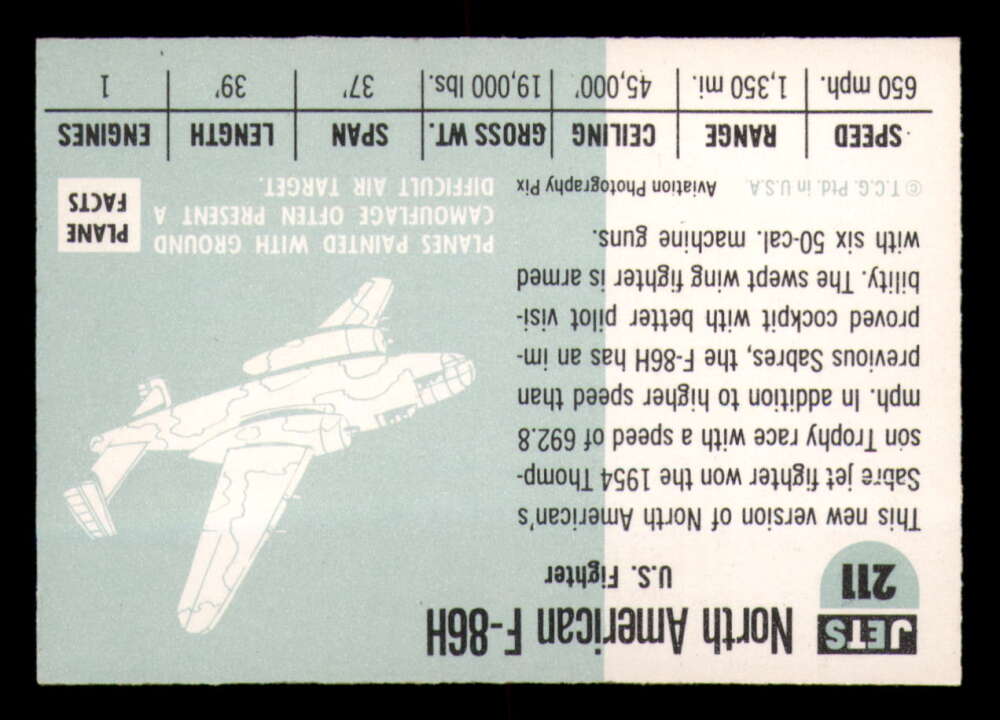 JETS
211
North American F-86H
U.S. Fighter
This new version of North American's
Sabre jet fighter won the 1954 Thomp-
son Trophy race with a speed of 692.8
mph. In addition to higher speed than
previous Sabres, the F-86H has an im-
proved cockpit with better pilot visi-
bility. The swept wing fighter is armed
with six 50-cal. machine guns.
© T.C.G. Ptd. in U.S.A. Aviation Photography Pix
PLANE
FACTS
PLANES PAINTED WITH GROUND
CAMOUFLAGE OFTEN PRESENT A
DIFFICULT AIR TARGET.
SPEED RANGE CEILING GROSS WT. SPAN LENGTH ENGINES
650 mph. 1,350 mi. 45,000' 19,000 lbs. 37' 39' 1